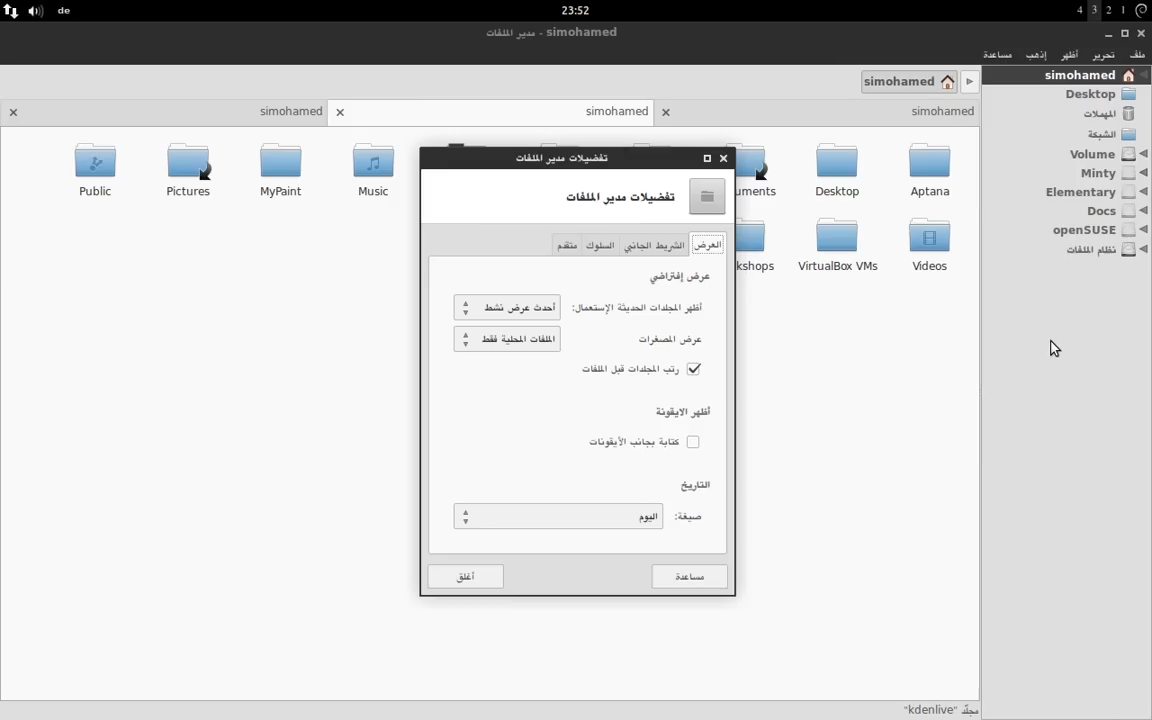 de
23:52
4 3 2 1
simohamed - مدير الملفات
ملف تحرير أظهر إذهب مساعدة
simohamed
simohamed
simohamed
simohamed
simohamed
Desktop
المهملات
الشبكة
Volume
Minty
Elementary
Docs
openSUSE
نظام الملفات
Public
Pictures
MyPaint
Music
uments
Desktop
Aptana
kshops
VirtualBox VMs
Videos
تفضيلات مدير الملفات
تفضيلات مدير الملفات
العرض الشريط الجانبي السلوك متقدم
عرض إفتراضي
أظهر المجلدات الحديثة الإستعمال: أحدث عرض نشط
عرض المصغرات الملفات المحلية فقط
رتب المجلدات قبل الملفات
أظهر الايقونة
كتابة بجانب الأيقونات
التاريخ
صيغة: اليوم
مساعدة
أغلق
مجلّد "kdenlive"